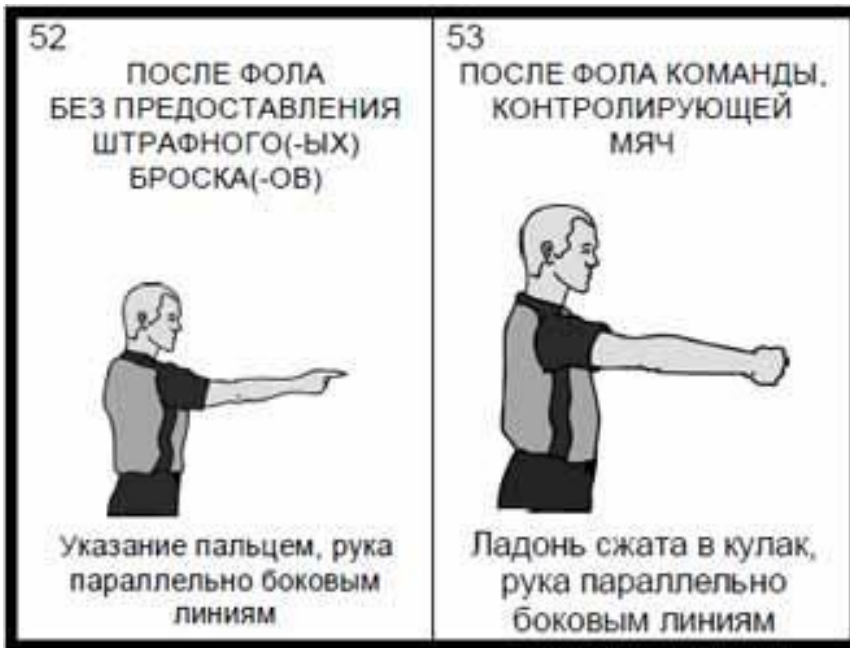 52
ПОСЛЕ ФОЛА
БЕЗ ПРЕДОСТАВЛЕНИЯ
ШТРАФНОГО(-ЫХ)
БРОСКА(-ОВ)
Указание пальцем, рука
параллельно боковым
линиям
53
ПОСЛЕ ФОЛА КОМАНДЫ,
КОНТРОЛИРУЮЩЕЙ
МЯЧ
Ладонь сжата в кулак,
рука параллельно
боковым линиям